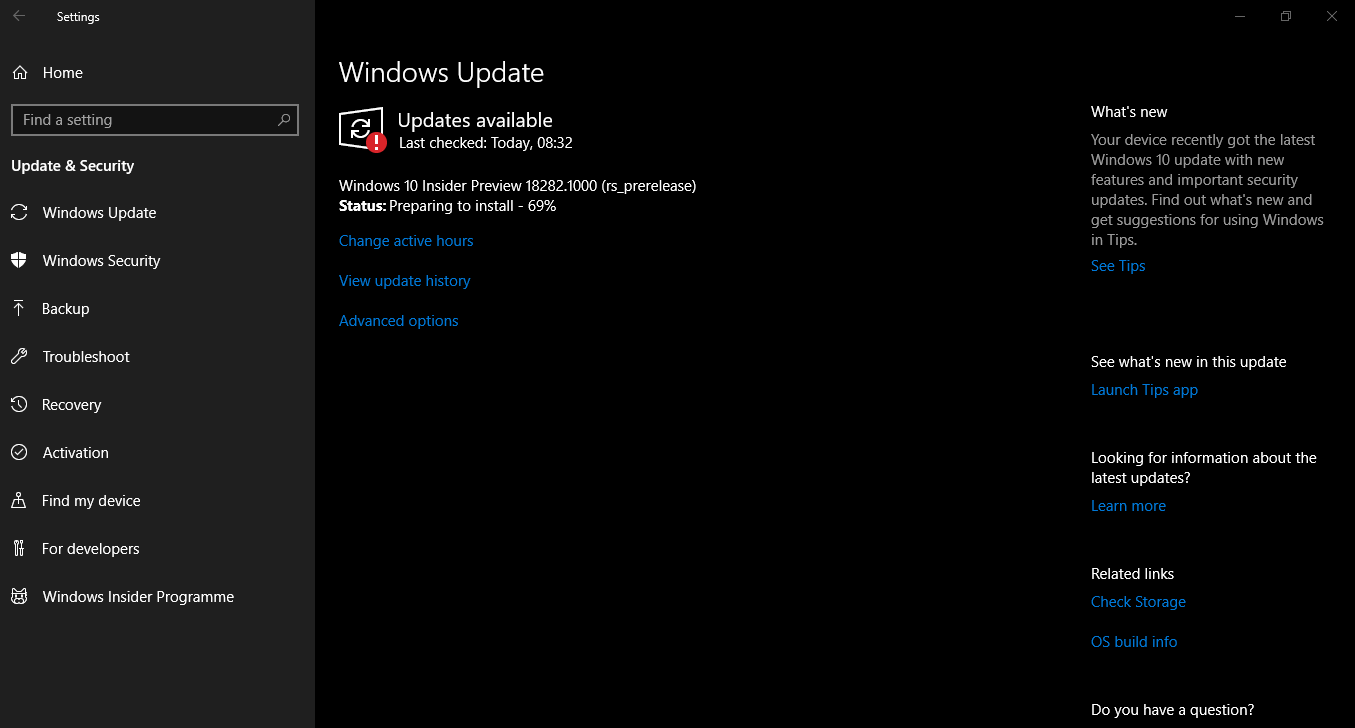 Settings
Home
Find a setting
Update & Security
Windows Update
Windows Security
Backup
Troubleshoot
Recovery
Activation
Find my device
For developers
Windows Insider Programme
Windows Update
Updates available
Last checked: Today, 08:32
Windows 10 Insider Preview 18282.1000 (rs_prerelease)
Status: Preparing to install - 69%
Change active hours
View update history
Advanced options
What's new
Your device recently got the latest
Windows 10 update with new
features and important security
updates. Find out what's new and
get suggestions for using Windows
in Tips.
See Tips
See what's new in this update
Launch Tips app
Looking for information about the
latest updates?
Learn more
Related links
Check Storage
OS build info
Do you have a question?